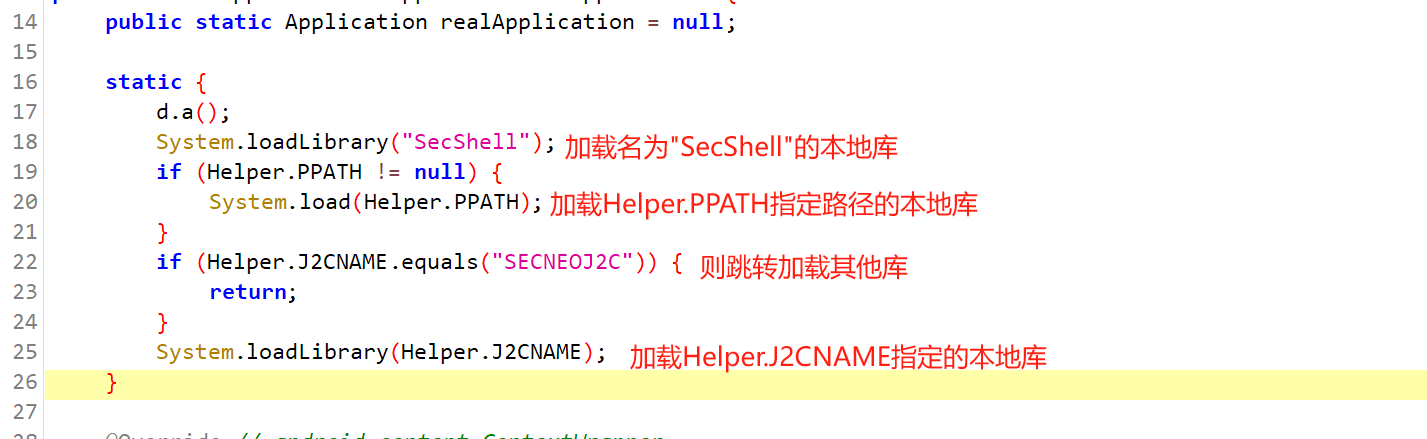 14 public static Application realApplication = null;
15
16 static {
17 d.a();
18 System.loadLibrary("SecShell"); 加载名为"SecShell"的本地库
19 if (Helper.PPATH != null) {
20 System.load(Helper.PPATH); 加载Helper.PPATH指定路径的本地库
21 }
22 if (Helper.J2CNAME.equals("SECNEOJ2C")) { 则跳转加载其他库
23 return;
24 }
25 System.loadLibrary(Helper.J2CNAME); 加载Helper.J2CNAME指定的本地库
26 }
27